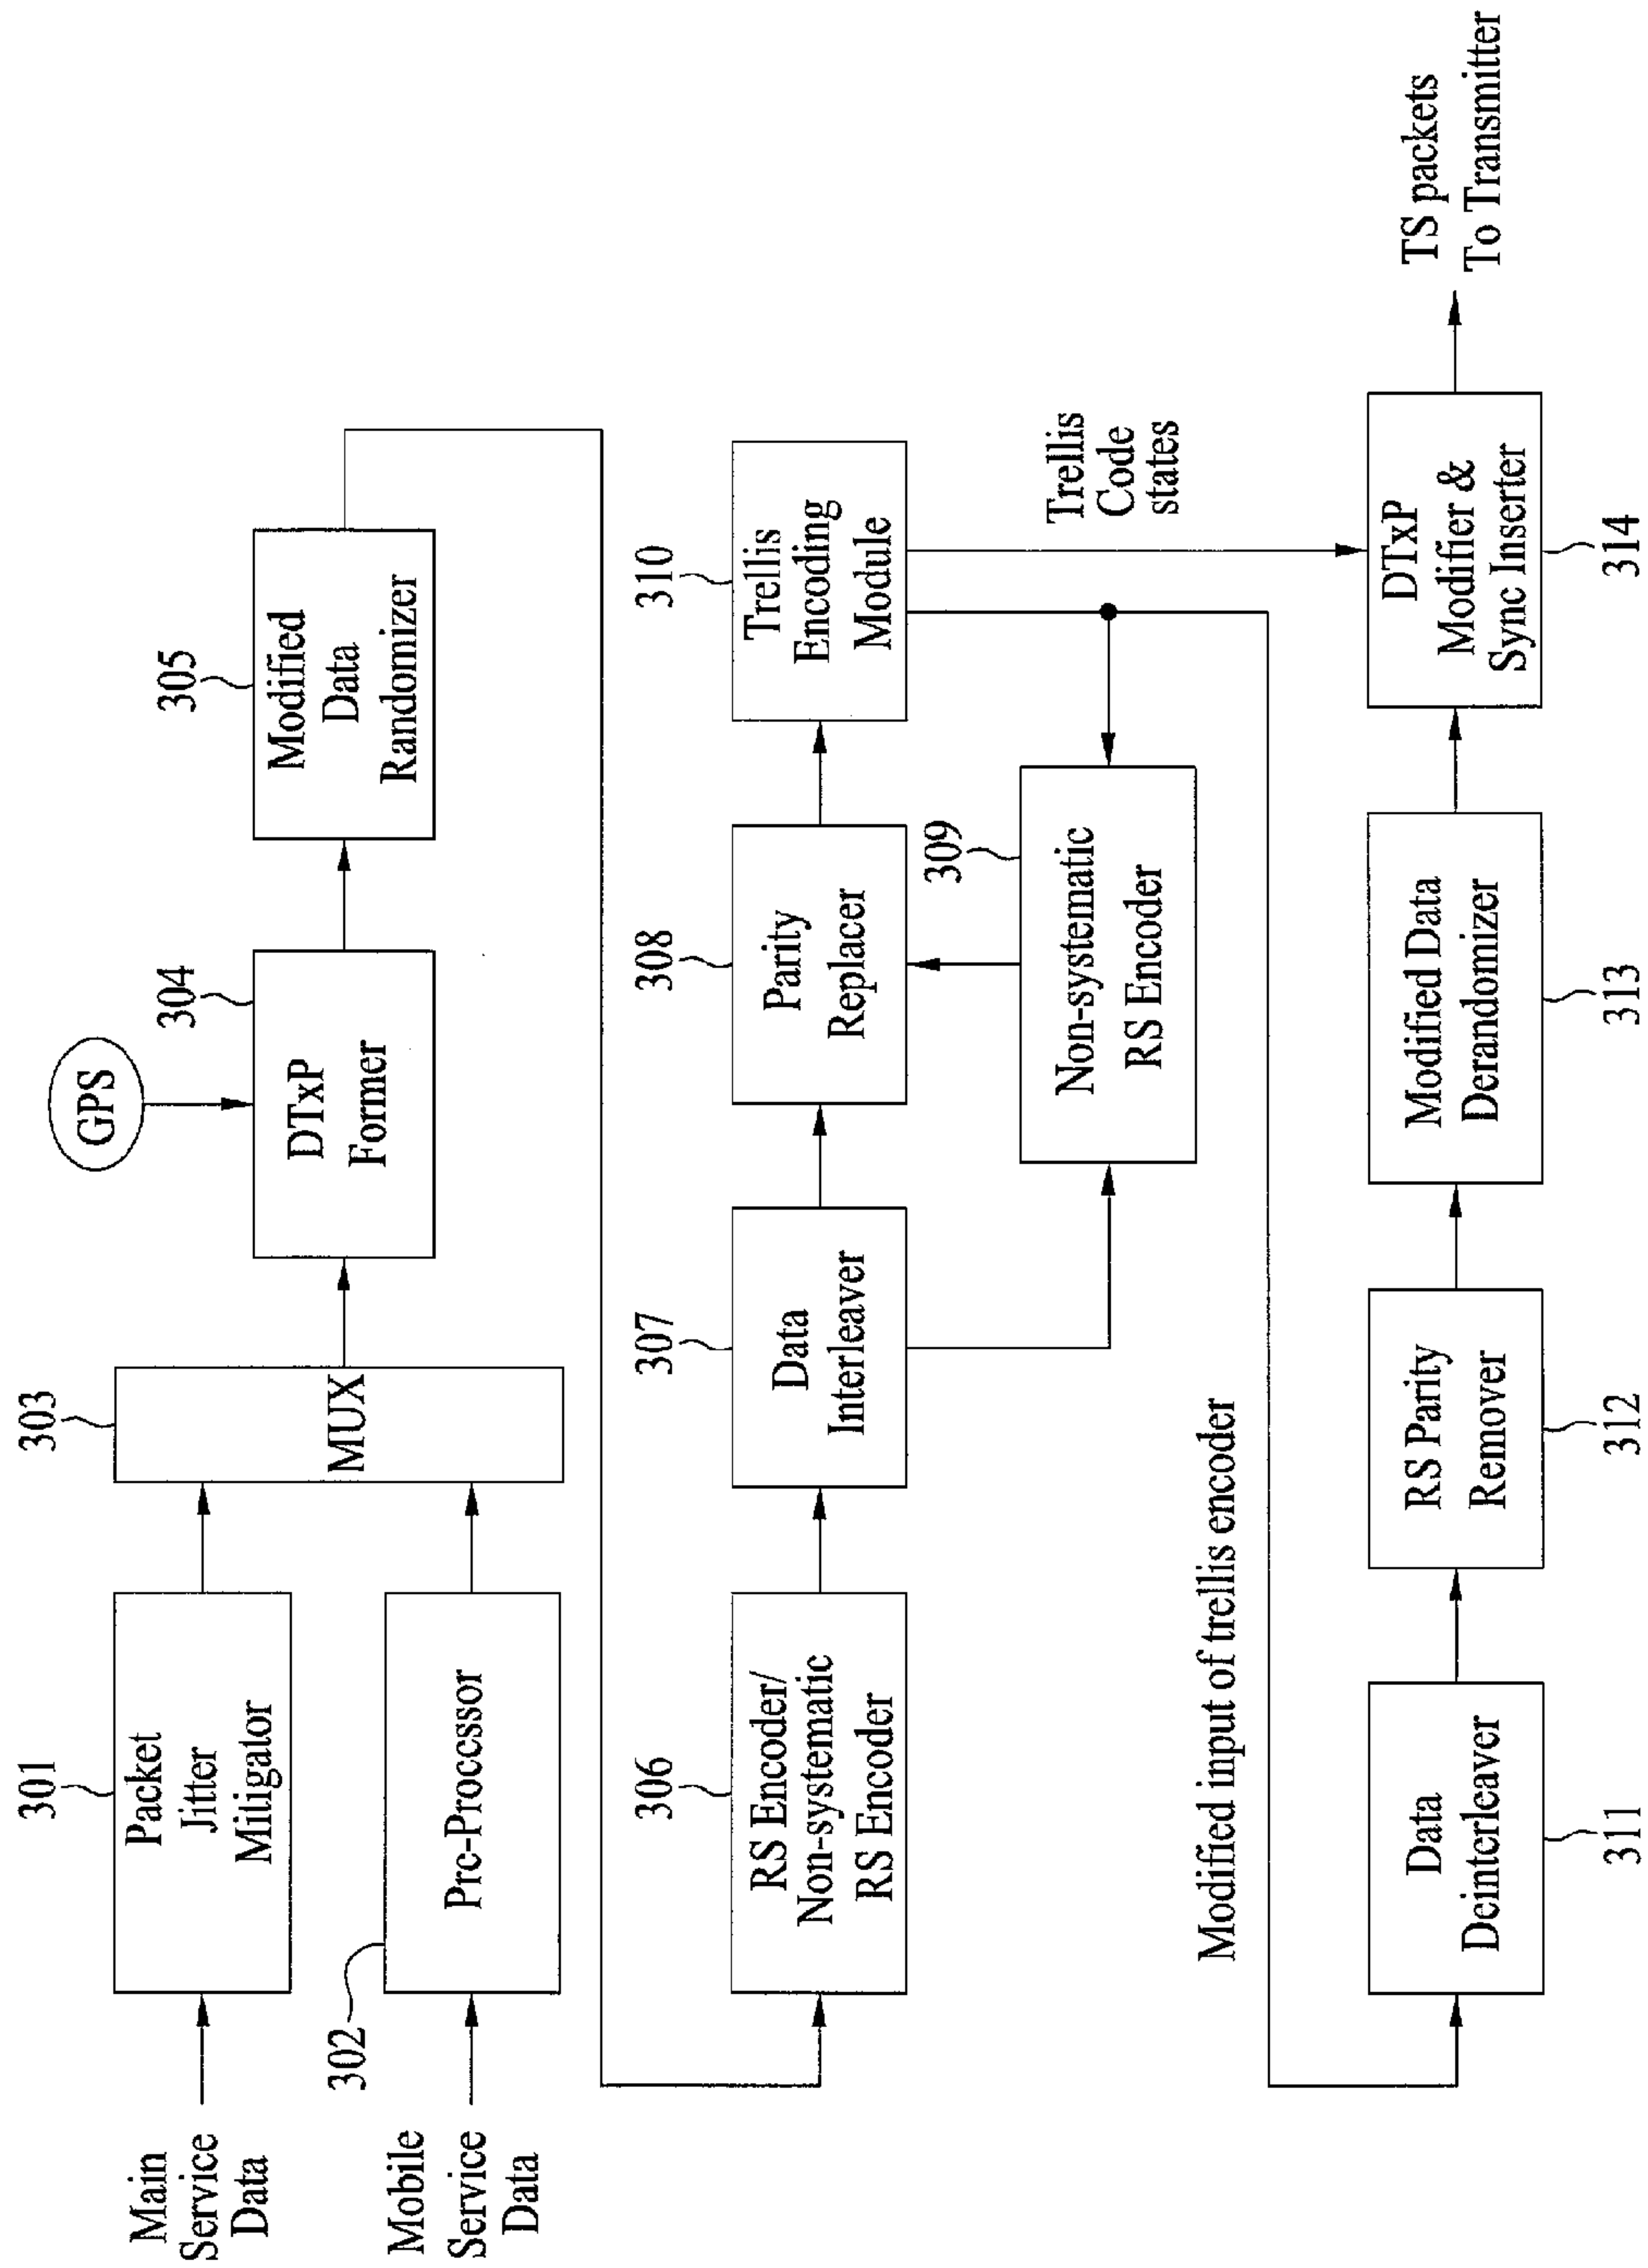 Main
Service
Data
301
Packet
Jitter
Mitigator
Mobile
Service
Data
302
Pre-Processor
303
MUX
GPS
304
DTxP
Former
305
Modified
Data
Randomizer
306
RS Encoder/
Non-systematic
RS Encoder
307
Data
Interleaver
308
Parity
Replacer
309
Non-systematic
RS Encoder
310
Trellis
Encoding
Module
Trellis
Code
states
Modified input of trellis encoder
Data
Deinterleaver
311
RS Parity
Remover
312
Modified Data
Derandomizer
313
DTxP
Modifier &
Sync Inserter
314
TS packets
To Transmitter